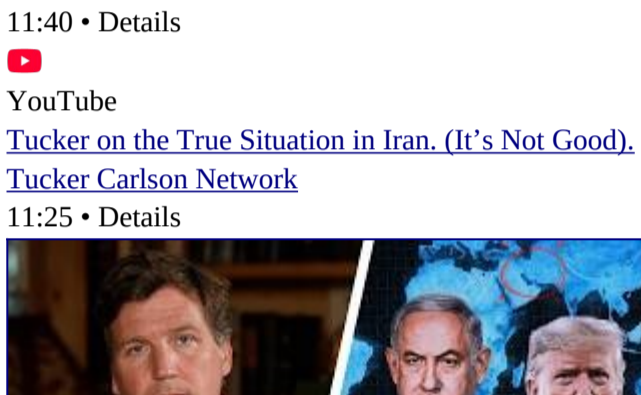 11:40 • Details
YouTube
Tucker on the True Situation in Iran. (It’s Not Good).
Tucker Carlson Network
11:25 • Details